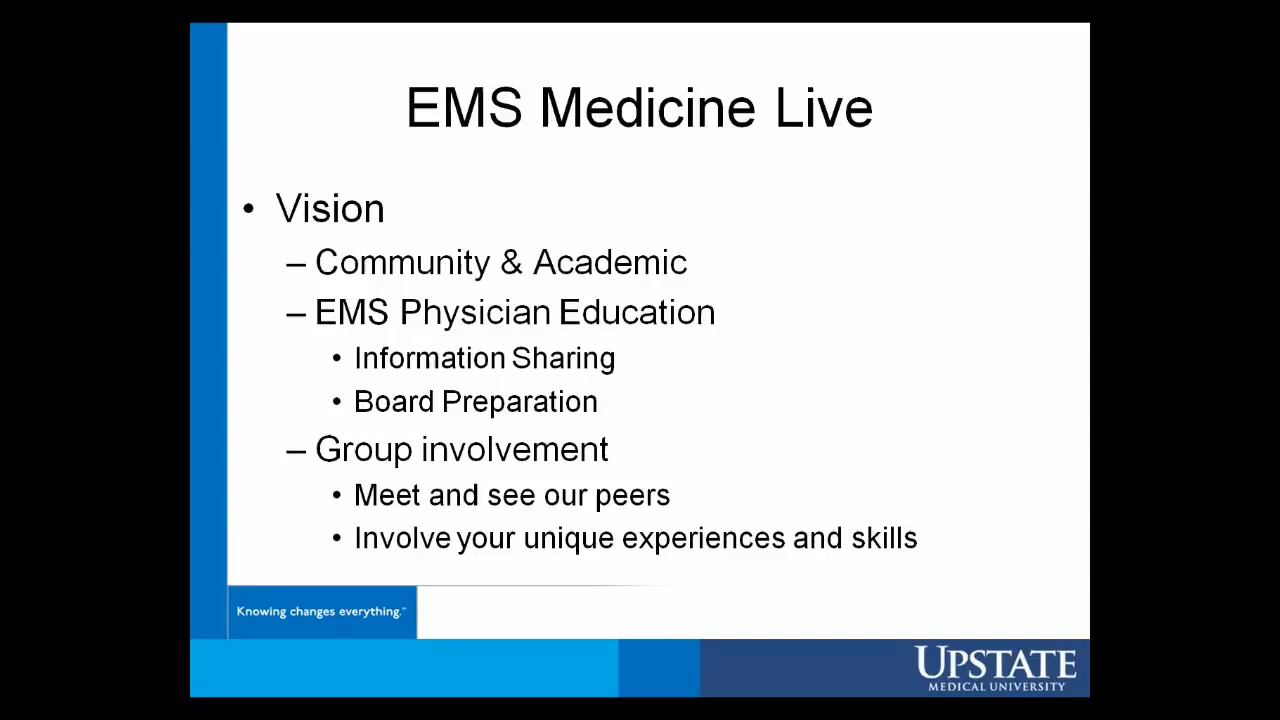 EMS Medicine Live
• Vision
– Community & Academic
– EMS Physician Education
• Information Sharing
• Board Preparation
– Group involvement
• Meet and see our peers
• Involve your unique experiences and skills
Knowing changes everything.™
UPSTATE
MEDICAL UNIVERSITY